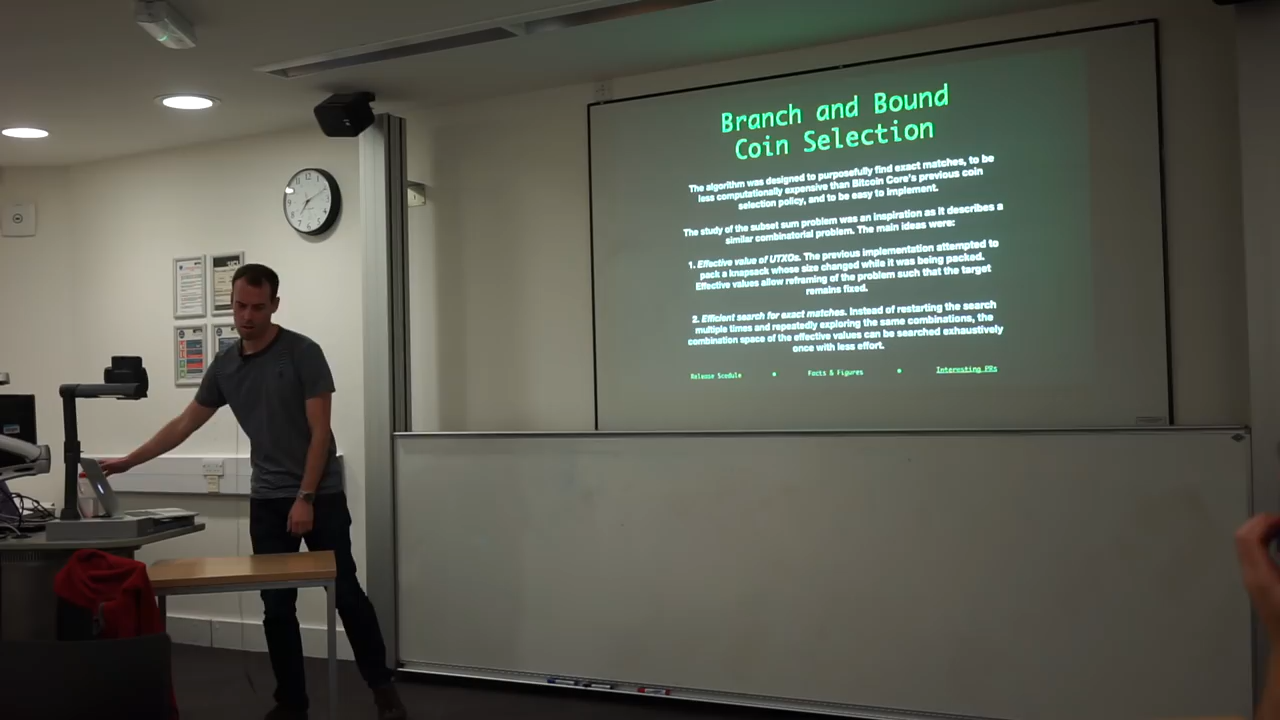 Branch and Bound
Coin Selection
The algorithm was designed to purposefully find exact matches, to be
less computationally expensive than Bitcoin Core's previous coin
selection policy, and to be easy to implement.
The study of the subset sum problem was an inspiration as it describes a
similar combinatorial problem. The main ideas were:
1. Effective value of UTXOs. The previous implementation attempted to
pack a knapsack whose size changed while it was being packed.
Effective values allow reframing of the problem such that the target
remains fixed.
2. Efficient search for exact matches. Instead of restarting the search
multiple times and repeatedly exploring the same combinations, the
combination space of the effective values can be searched exhaustively
once with less effort.
Release Scedule • Facts & Figures • Interesting PRs